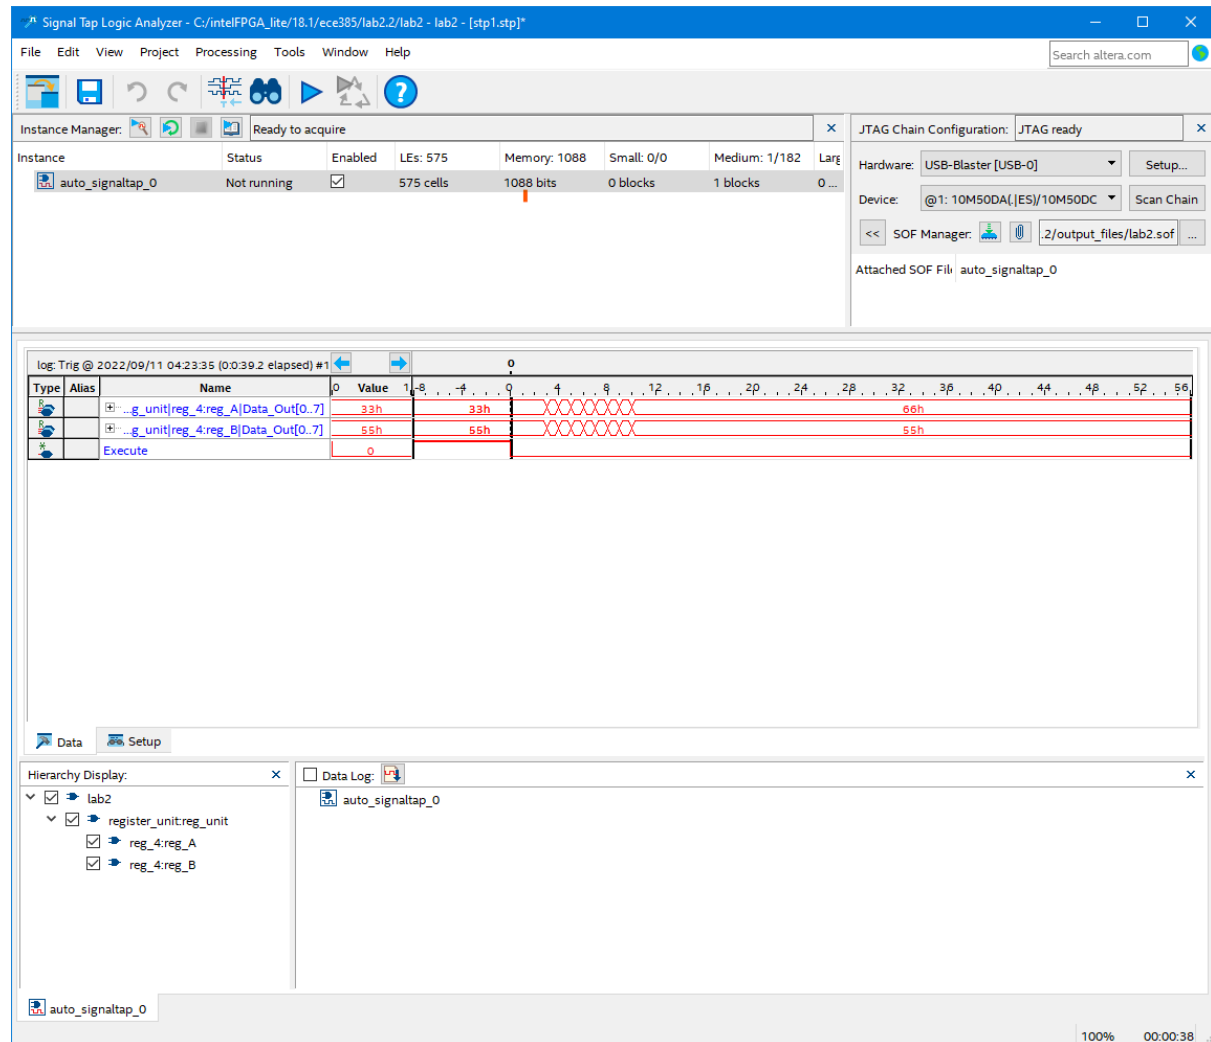 Signal Tap Logic Analyzer - C:/intelFPGA_lite/18.1/ece385/lab2.2/lab2 - lab2 - [stp1.stp]*
File Edit View Project Processing Tools Window Help
Search altera.com
Instance Manager: Ready to acquire
JTAG Chain Configuration: JTAG ready
Instance Status Enabled LEs: 575 Memory: 1088 Small: 0/0 Medium: 1/182 Larg
auto_signaltap_0 Not running 575 cells 1088 bits 0 blocks 1 blocks 0 ...
Hardware: USB-Blaster [USB-0] Setup...
Device: @1: 10M50DA(.|ES)/10M50DC Scan Chain
<< SOF Manager: .2/output_files/lab2.sof ...
Attached SOF File auto_signaltap_0
log: Trig @ 2022/09/11 04:23:35 (0:0:39.2 elapsed) #1 0
Type Alias Name 0 Value 1 -8 -4 0 4 8 12 16 20 24 28 32 36 40 44 48 52 56
...g_unit|reg_4:reg_A|Data_Out[0..7] 33h 33h 66h
...g_unit|reg_4:reg_B|Data_Out[0..7] 55h 55h 55h
Execute 0
Data Setup
Hierarchy Display:
lab2
register_unit:reg_unit
reg_4:reg_A
reg_4:reg_B
Data Log:
auto_signaltap_0
auto_signaltap_0
100% 00:00:38